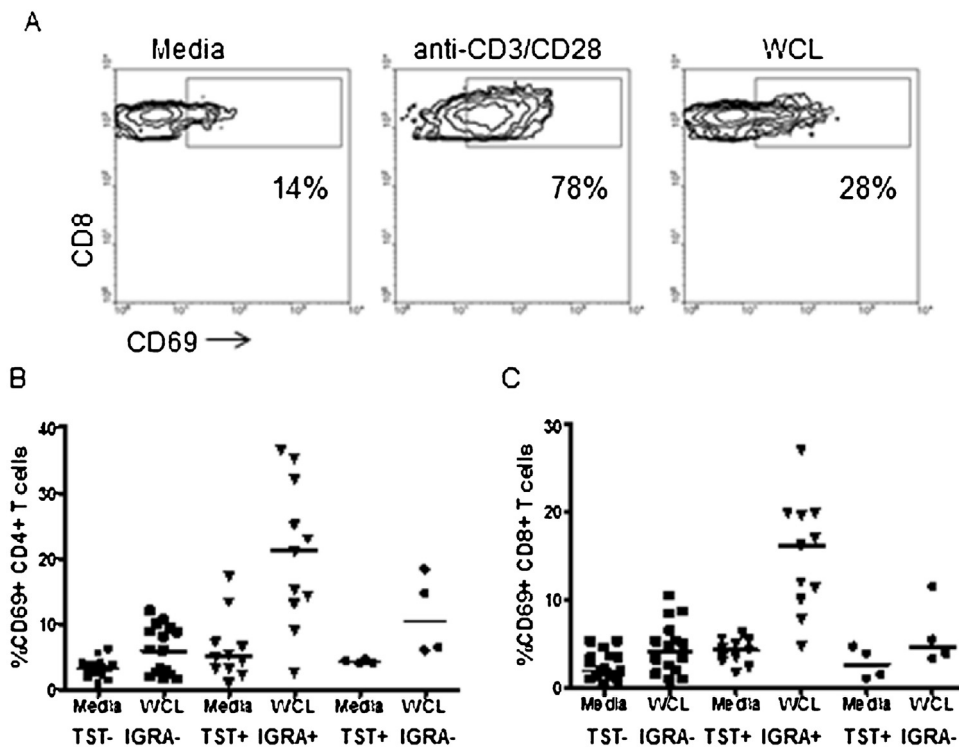 A
Media
anti-CD3/CD28
WCL
14%
78%
28%
CD8
CD69
B
C
%CD69+ CD4+ T cells
40
30
20
10
0
Media WCL Media WCL Media WCL
TST- IGRA- TST+ IGRA+ TST+ IGRA-
%CD69+ CD8+ T cells
30
20
10
0
Media WCL Media WCL Media WCL
TST- IGRA- TST+ IGRA+ TST+ IGRA-